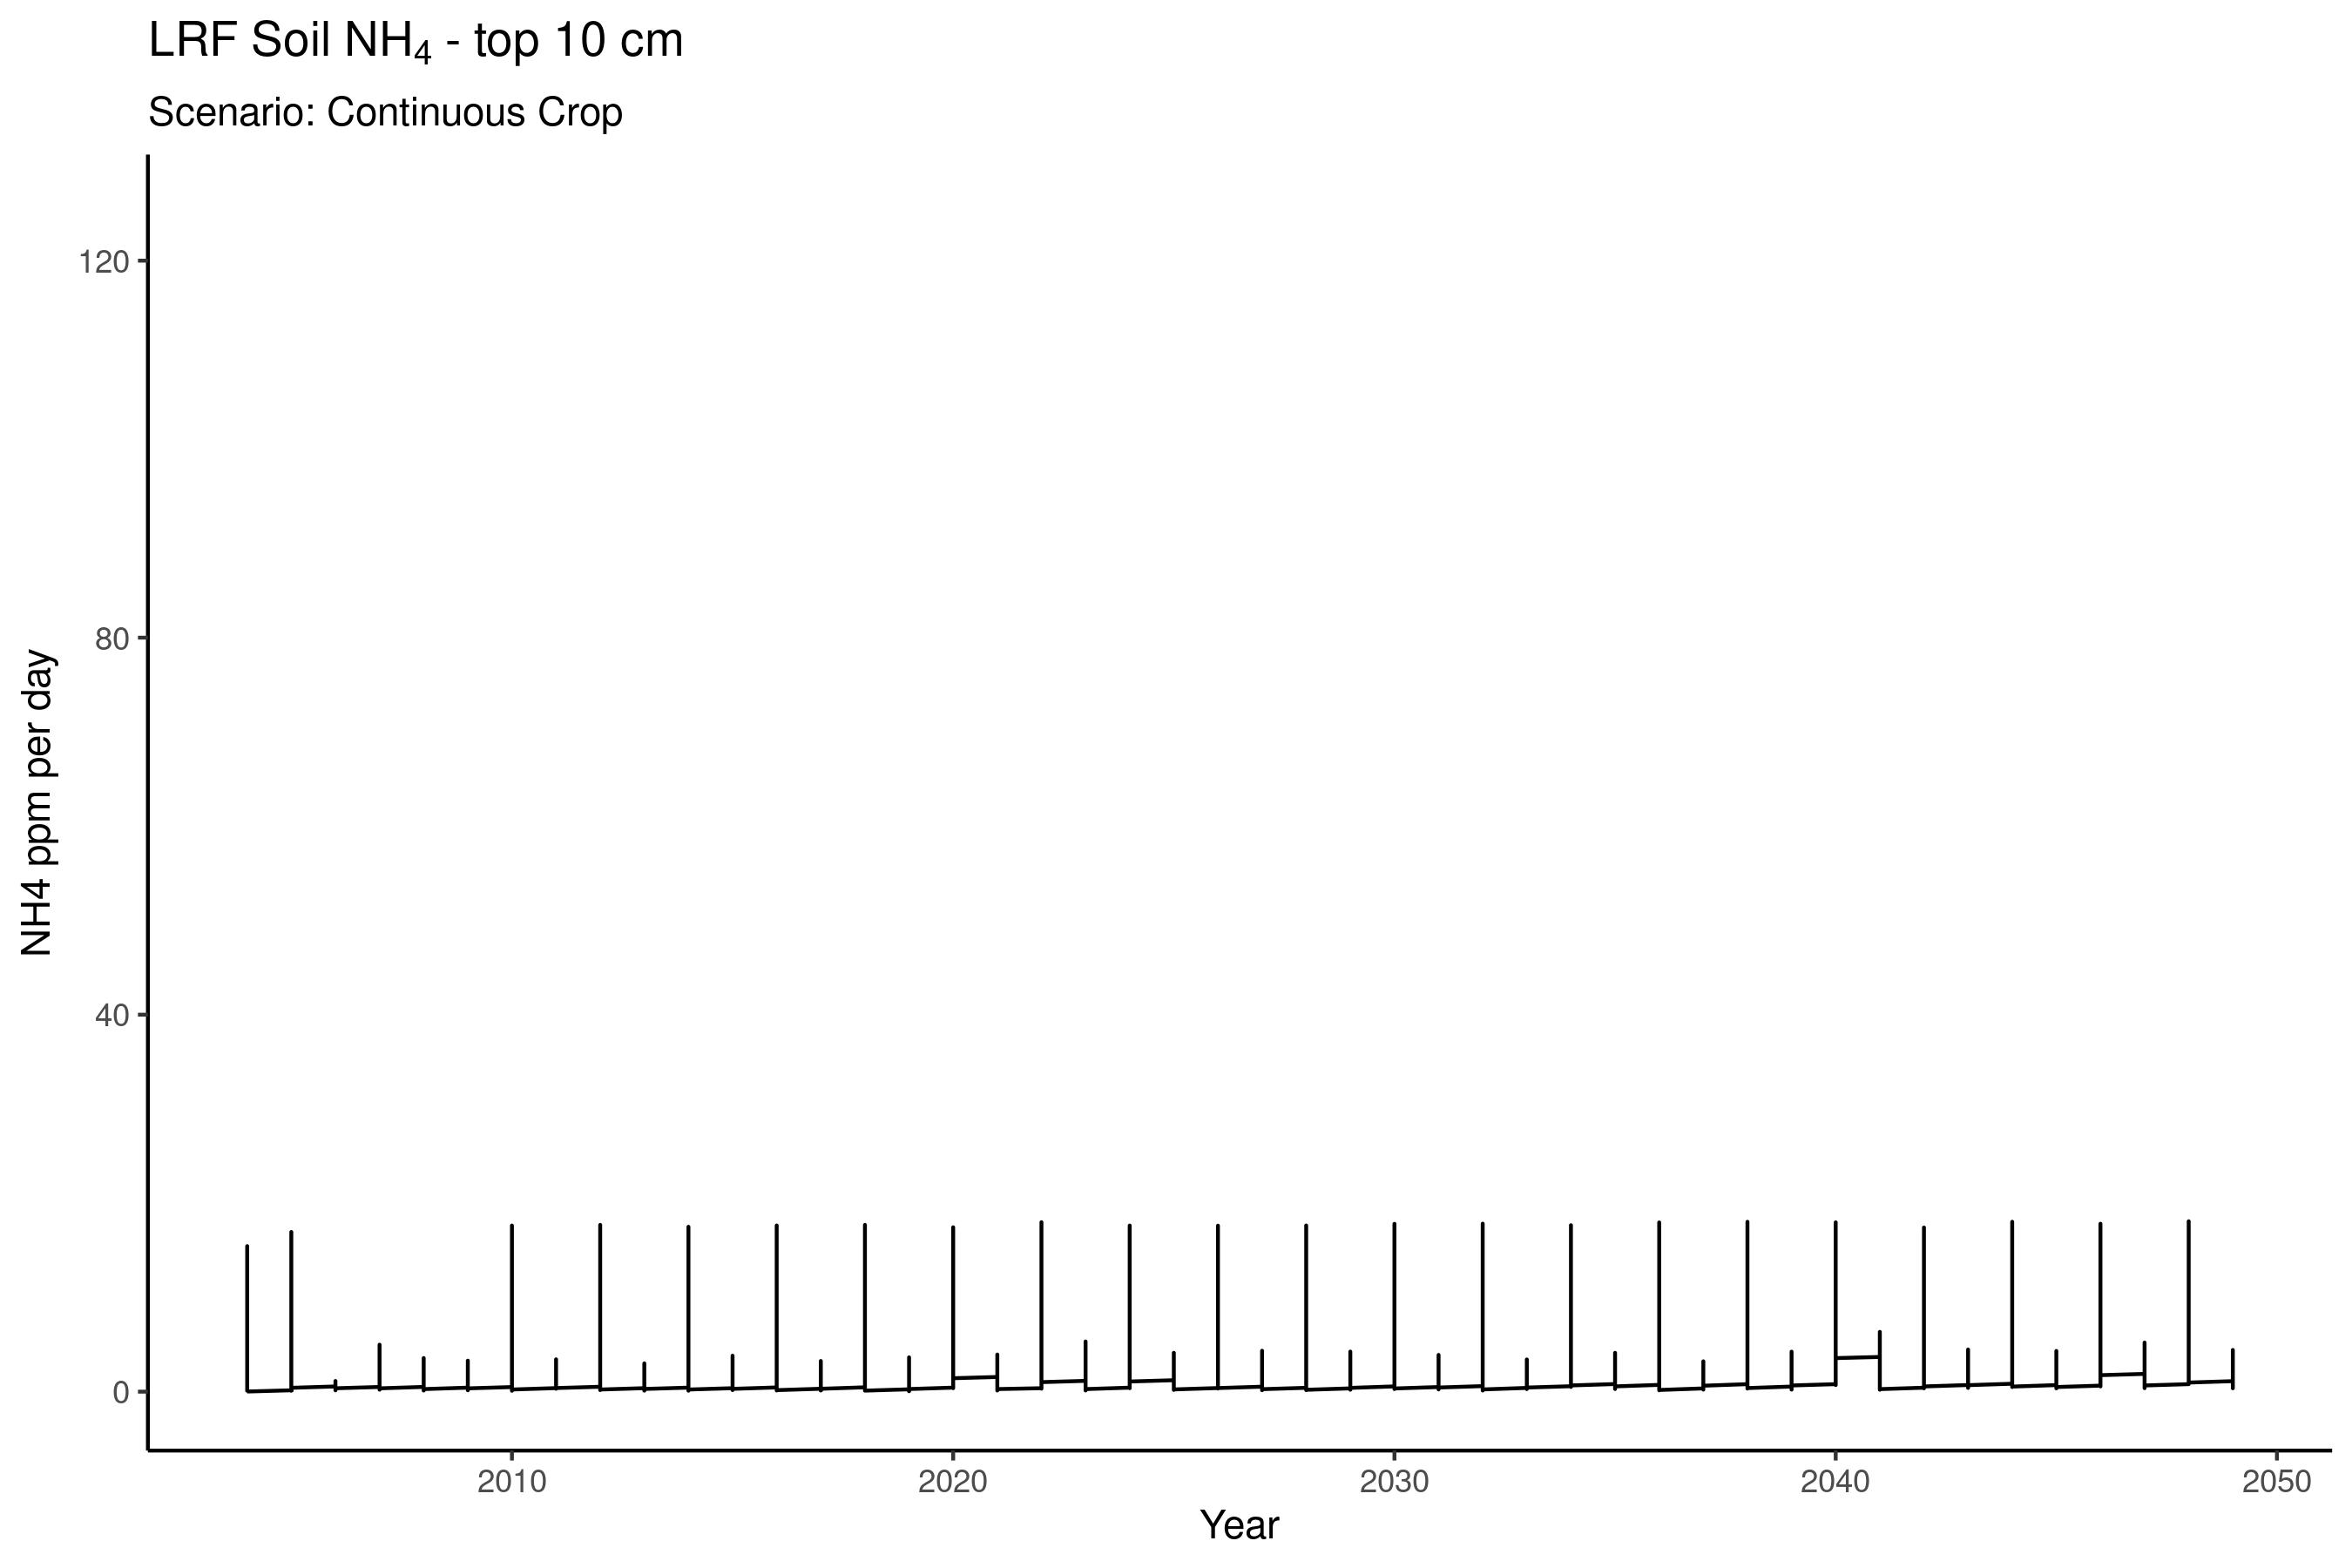 LRF Soil NH₄ - top 10 cm
Scenario: Continuous Crop
120
80
40
0
NH4 ppm per day
2010 2020 2030 2040 2050
Year